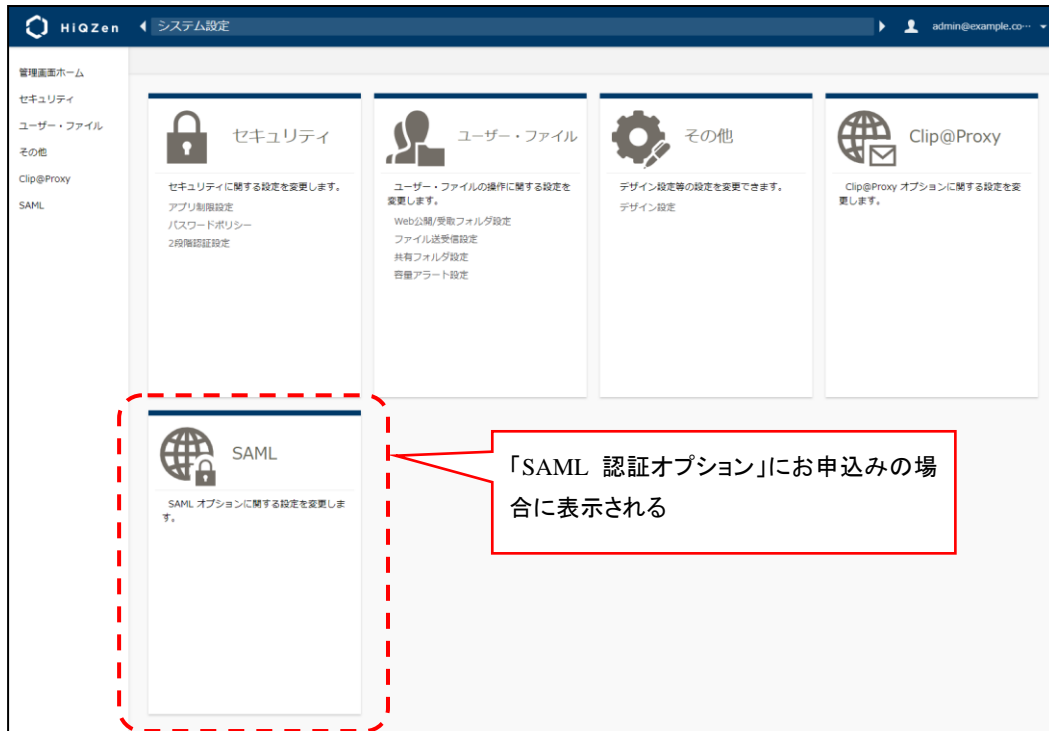 HiQZen
システム設定
admin@example.co…
管理画面ホーム
セキュリティ
ユーザー・ファイル
その他
Clip@Proxy
SAML
セキュリティ
セキュリティに関する設定を変更します。
アプリ制限設定
パスワードポリシー
2段階認証設定
ユーザー・ファイル
ユーザー・ファイルの操作に関する設定を
変更します。
Web公開/受取フォルダ設定
ファイル送受信設定
共有フォルダ設定
容量アラート設定
その他
デザイン設定等の設定を変更できます。
デザイン設定
Clip@Proxy
Clip@Proxy オプションに関する設定を変
更します。
SAML
SAML オプションに関する設定を変更しま
す。
「SAML 認証オプション」にお申込みの場
合に表示される